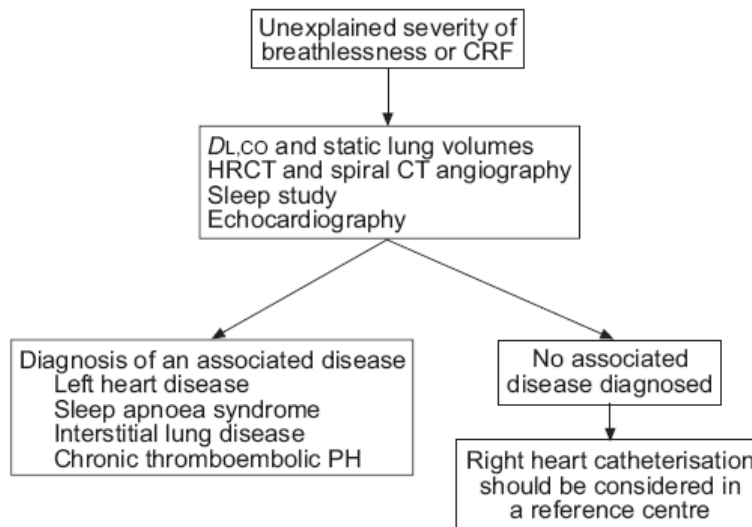 Unexplained severity of
breathlessness or CRF
DL,CO and static lung volumes
HRCT and spiral CT angiography
Sleep study
Echocardiography
Diagnosis of an associated disease
Left heart disease
Sleep apnoea syndrome
Interstitial lung disease
Chronic thromboembolic PH
No associated
disease diagnosed
Right heart catheterisation
should be considered in
a reference centre